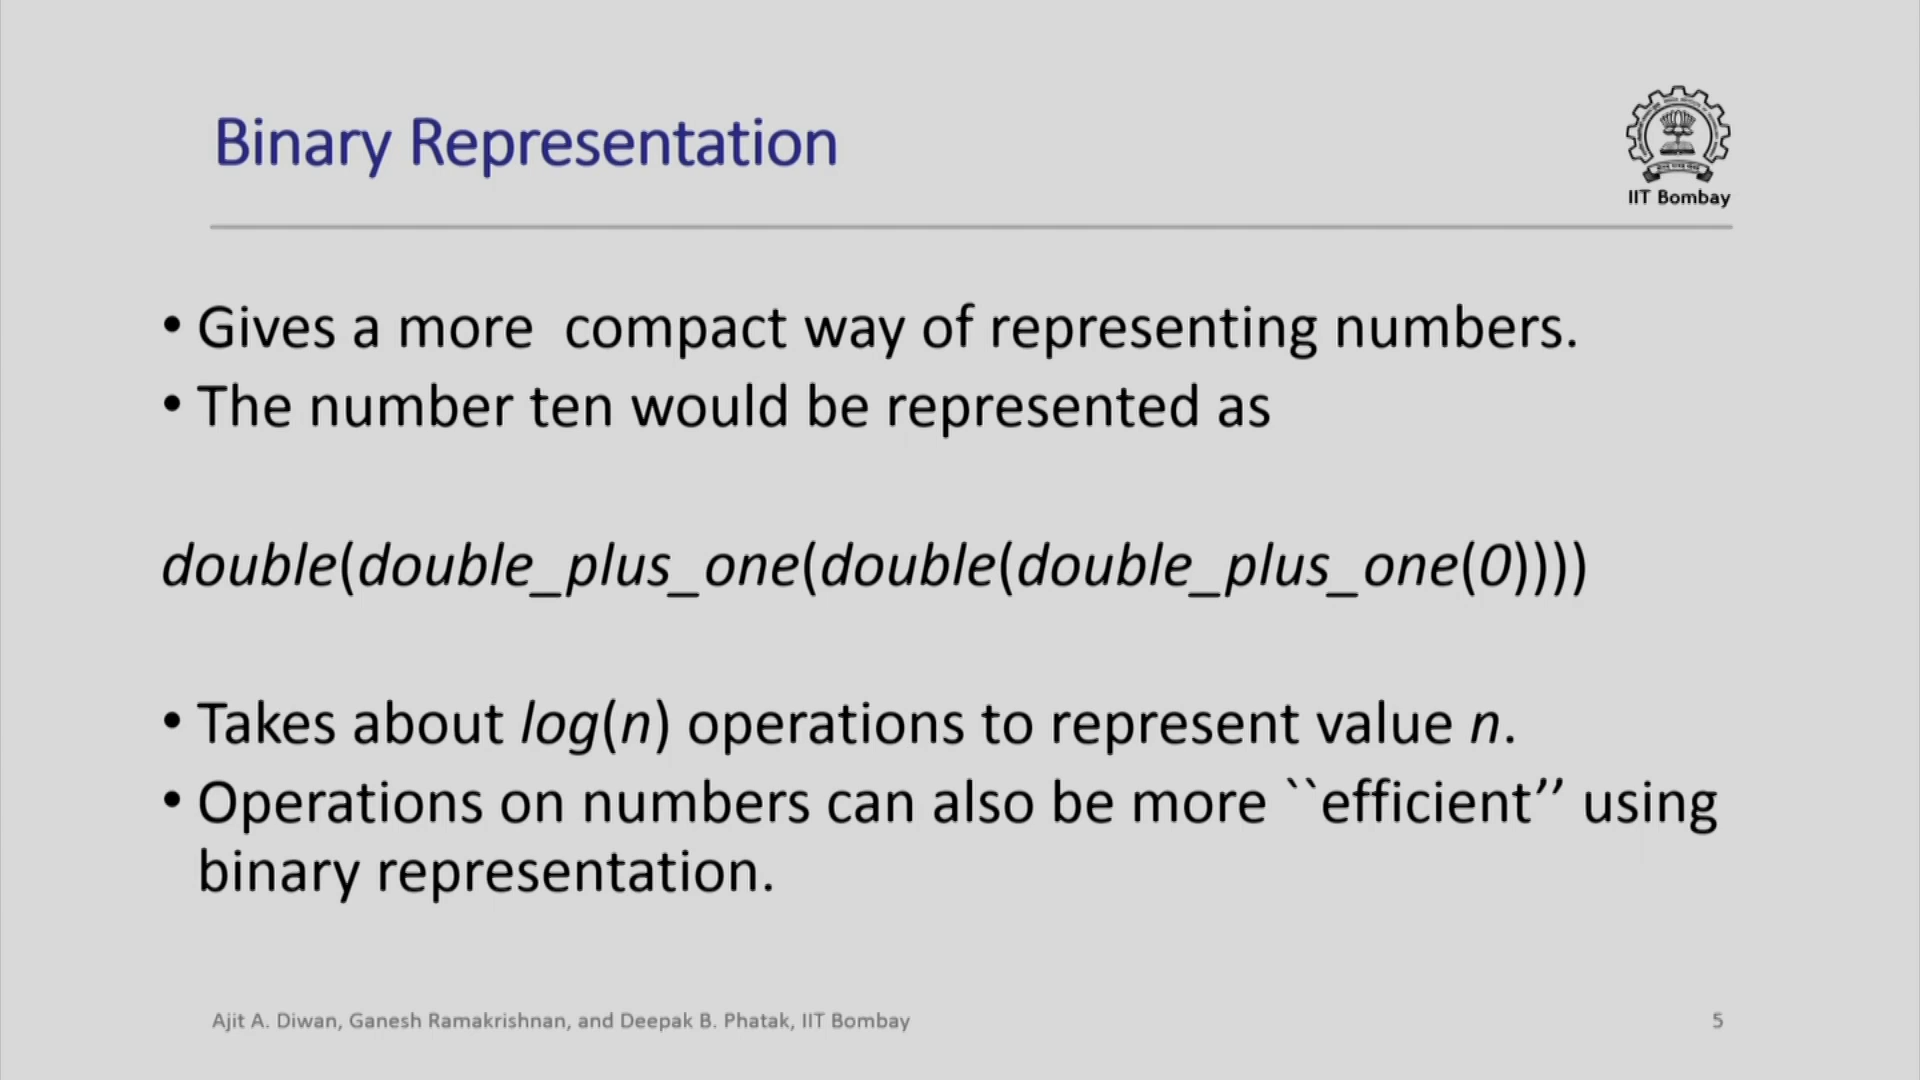 Binary Representation
IIT Bombay
• Gives a more  compact way of representing numbers.
• The number ten would be represented as
double(double_plus_one(double(double_plus_one(0))))
• Takes about log(n) operations to represent value n.
• Operations on numbers can also be more ``efficient’’ using
binary representation.
Ajit A. Diwan, Ganesh Ramakrishnan, and Deepak B. Phatak, IIT Bombay
5